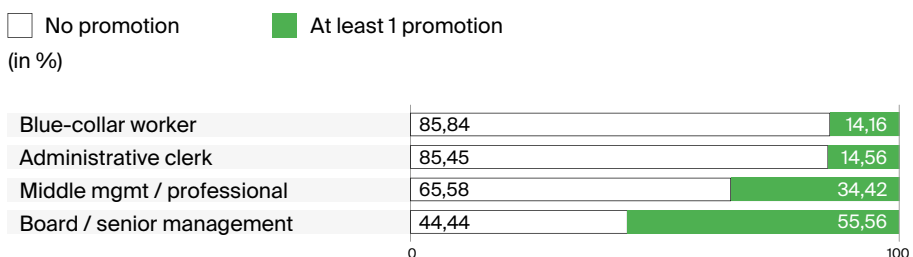 No promotion At least 1 promotion
(in %)
Blue-collar worker 85,84 14,16
Administrative clerk 85,45 14,56
Middle mgmt / professional 65,58 34,42
Board / senior management 44,44 55,56
0 100